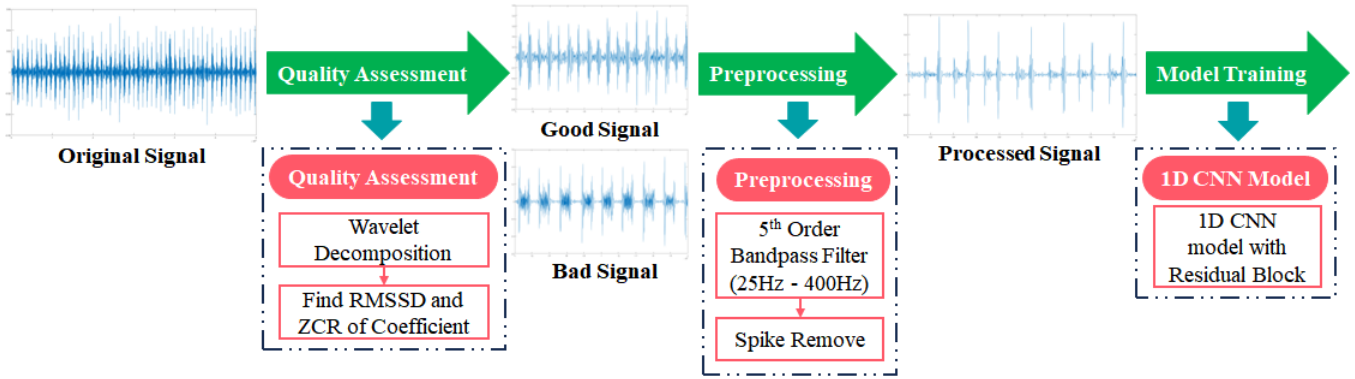 Original Signal
Quality Assessment
Quality Assessment
Wavelet
Decomposition
Find RMSSD and
ZCR of Coefficient
Good Signal
Bad Signal
Preprocessing
Preprocessing
5th Order
Bandpass Filter
(25Hz - 400Hz)
Spike Remove
Processed Signal
Model Training
1D CNN Model
1D CNN
model with
Residual Block